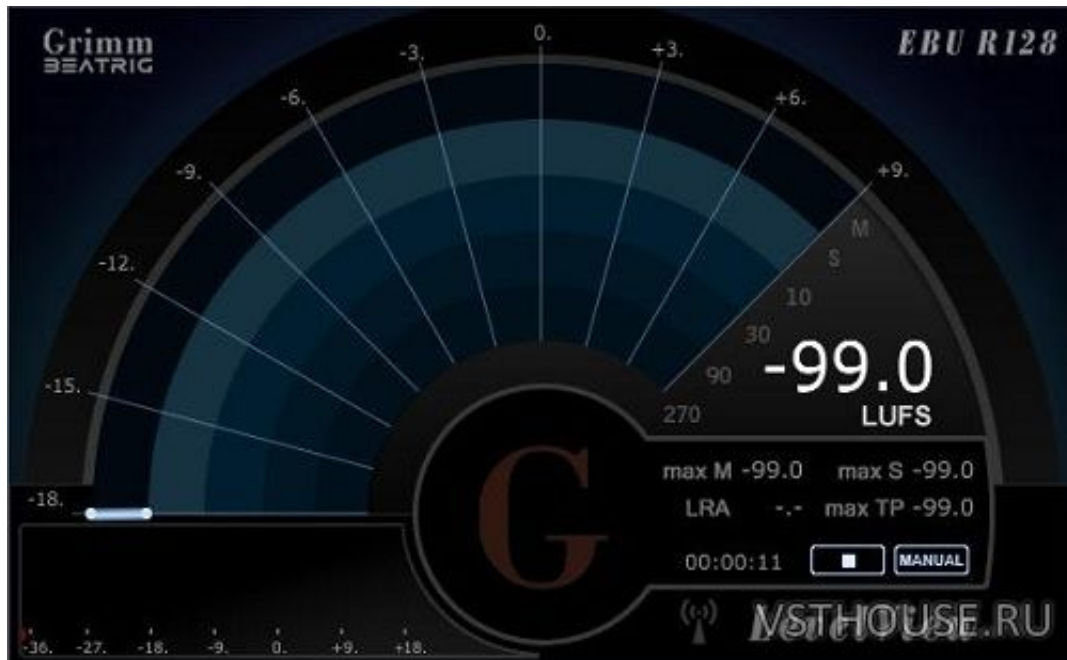 Grimm
BEATRIG
EBU R128
0.
-3.
+3.
-6.
+6.
-9.
+9.
-12.
-15.
-18.
M
S
10
30
90
270
-99.0
LUFS
max M -99.0 max S -99.0
LRA -.- max TP -99.0
00:00:11 MANUAL
G
VSTHOUSE.RU
-36. -27. -18. -9. 0. +9. +18.